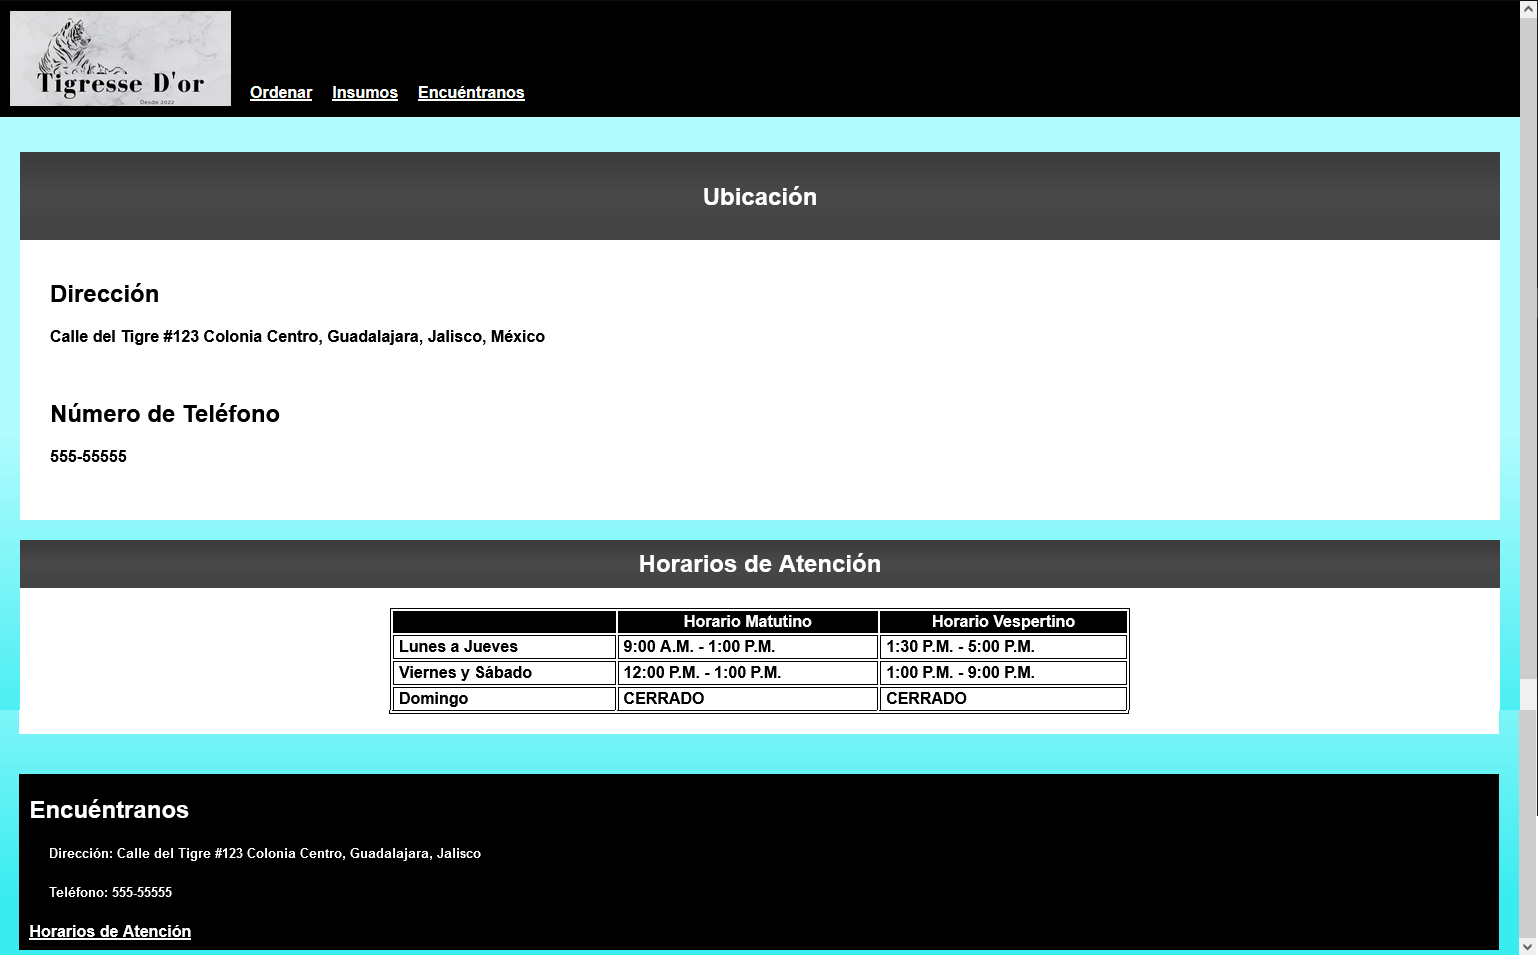 Tigresse D'or
Desde 2022
Ordenar Insumos Encuéntranos
Ubicación
Dirección
Calle del Tigre #123 Colonia Centro, Guadalajara, Jalisco, México
Número de Teléfono
555-55555
Horarios de Atención
Horario Matutino Horario Vespertino
Lunes a Jueves 9:00 A.M. - 1:00 P.M. 1:30 P.M. - 5:00 P.M.
Viernes y Sábado 12:00 P.M. - 1:00 P.M. 1:00 P.M. - 9:00 P.M.
Domingo CERRADO CERRADO
Encuéntranos
Dirección: Calle del Tigre #123 Colonia Centro, Guadalajara, Jalisco
Teléfono: 555-55555
Horarios de Atención